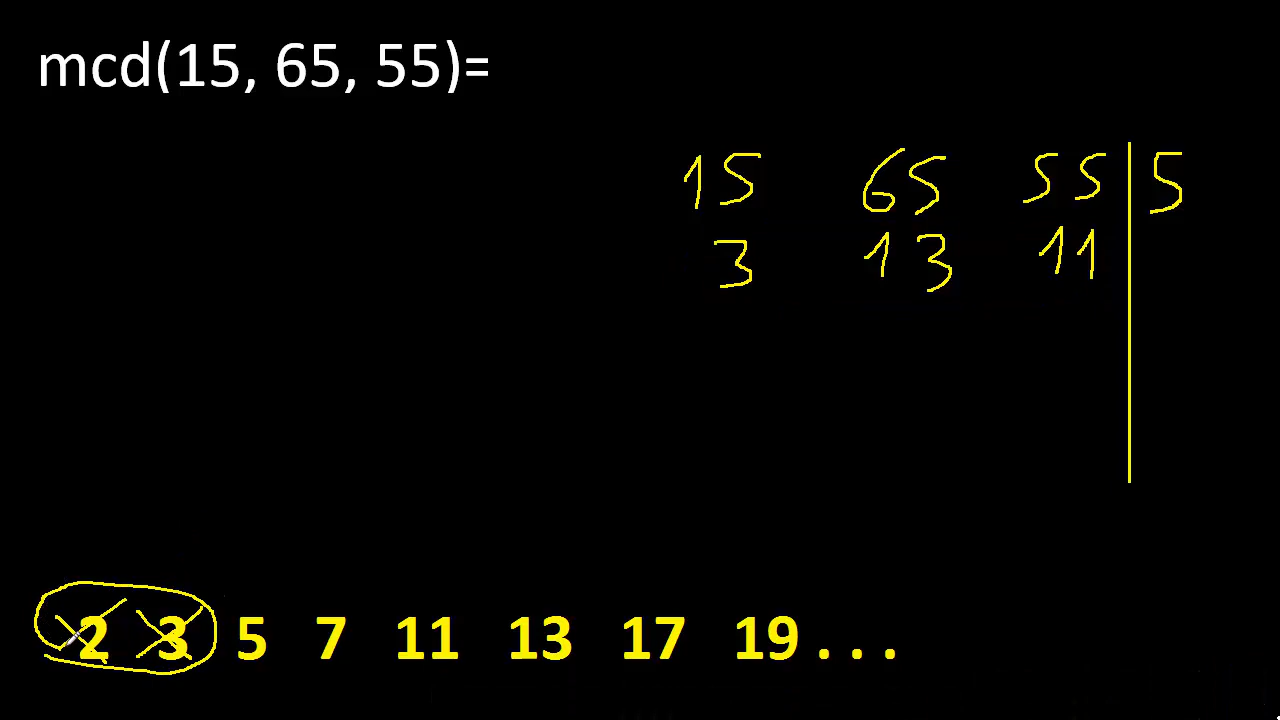 mcd(15, 65, 55)=
15 65 55 5
3 13 11
2 3 5 7 11 13 17 19 . . .